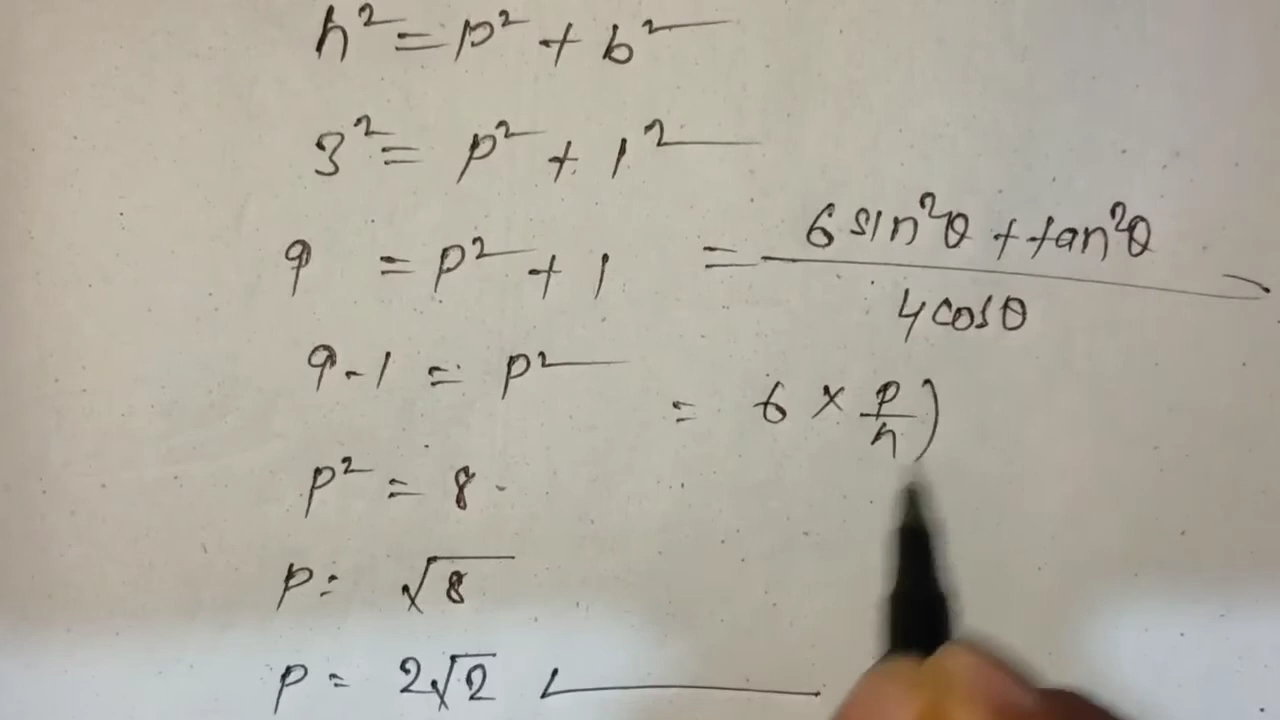 h² = p² + b²
3² = p² + 1²
9 = p² + 1
9 - 1 = p²
p² = 8
p = √8
p = 2√2
= (6 sin²θ + tan²θ) / (4 cosθ)
= 6 × p/h)